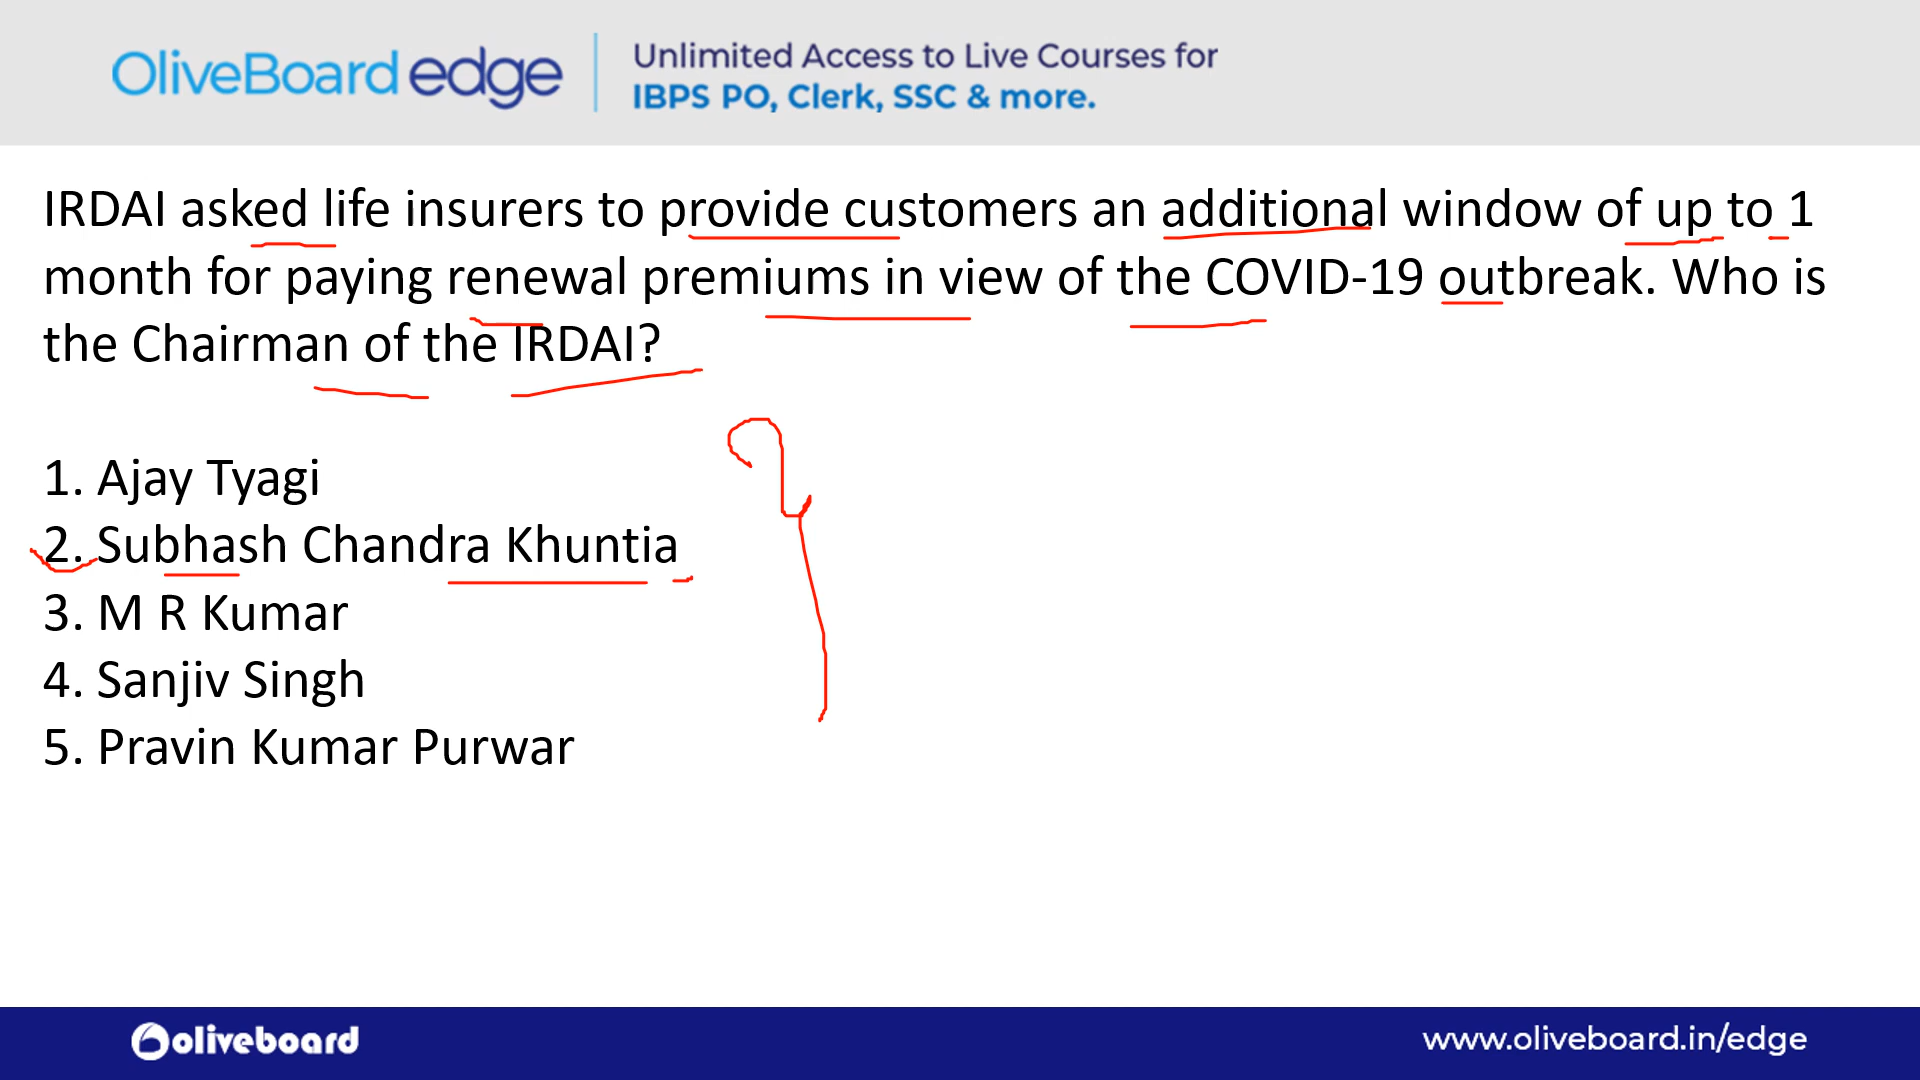 OliveBoard edge
Unlimited Access to Live Courses for
IBPS PO, Clerk, SSC & more.
IRDAI asked life insurers to provide customers an additional window of up to 1
month for paying renewal premiums in view of the COVID-19 outbreak. Who is
the Chairman of the IRDAI?
1. Ajay Tyagi
2. Subhash Chandra Khuntia
3. M R Kumar
4. Sanjiv Singh
5. Pravin Kumar Purwar
oliveboard
www.oliveboard.in/edge